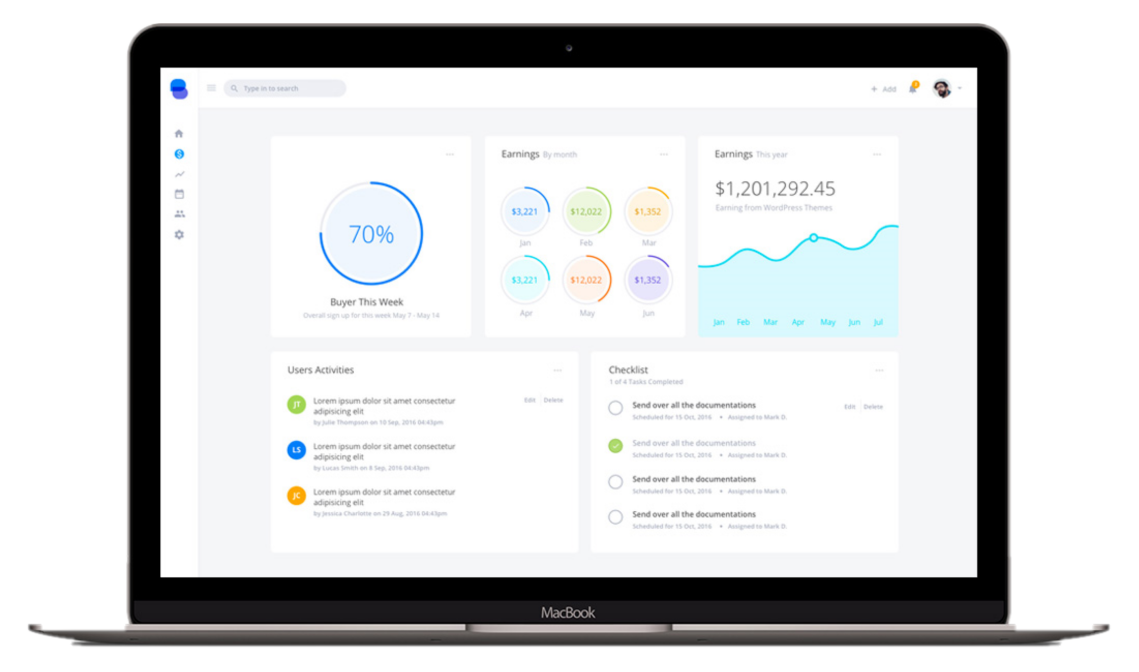 Type in to search
+ Add
70%
Buyer This Week
Overall sign up for this week May 7 - May 14
Earnings By month
$3,221 $12,022 $1,352
Jan Feb Mar
$3,221 $12,022 $1,352
Apr May Jun
Earnings This year
$1,201,292.45
Earning from WordPress Themes
Jan Feb Mar Apr May Jun Jul
Users Activities
JT
Lorem ipsum dolor sit amet consectetur
adipisicing elit
by Julie Thompson on 10 Sep, 2016 04:43pm
Edit Delete
LS
Lorem ipsum dolor sit amet consectetur
adipisicing elit
by Lucas Smith on 8 Sep, 2016 04:43pm
JC
Lorem ipsum dolor sit amet consectetur
adipisicing elit
by Jessica Charlotte on 29 Aug, 2016 04:43pm
Checklist
1 of 4 Tasks Completed
Send over all the documentations
Scheduled for 15 Oct, 2016 • Assigned to Mark D.
Edit Delete
Send over all the documentations
Scheduled for 15 Oct, 2016 • Assigned to Mark D.
Send over all the documentations
Scheduled for 15 Oct, 2016 • Assigned to Mark D.
Send over all the documentations
Scheduled for 15 Oct, 2016 • Assigned to Mark D.
MacBook